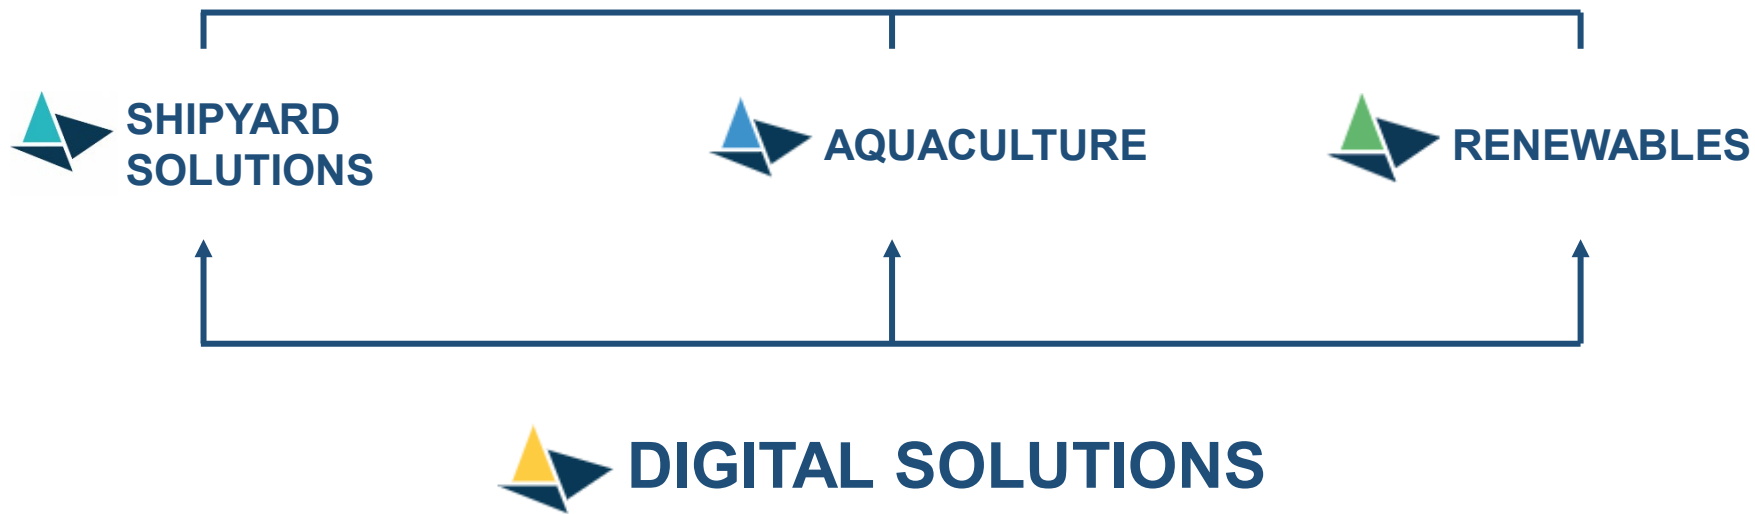 SHIPYARD
SOLUTIONS
AQUACULTURE
RENEWABLES
DIGITAL SOLUTIONS